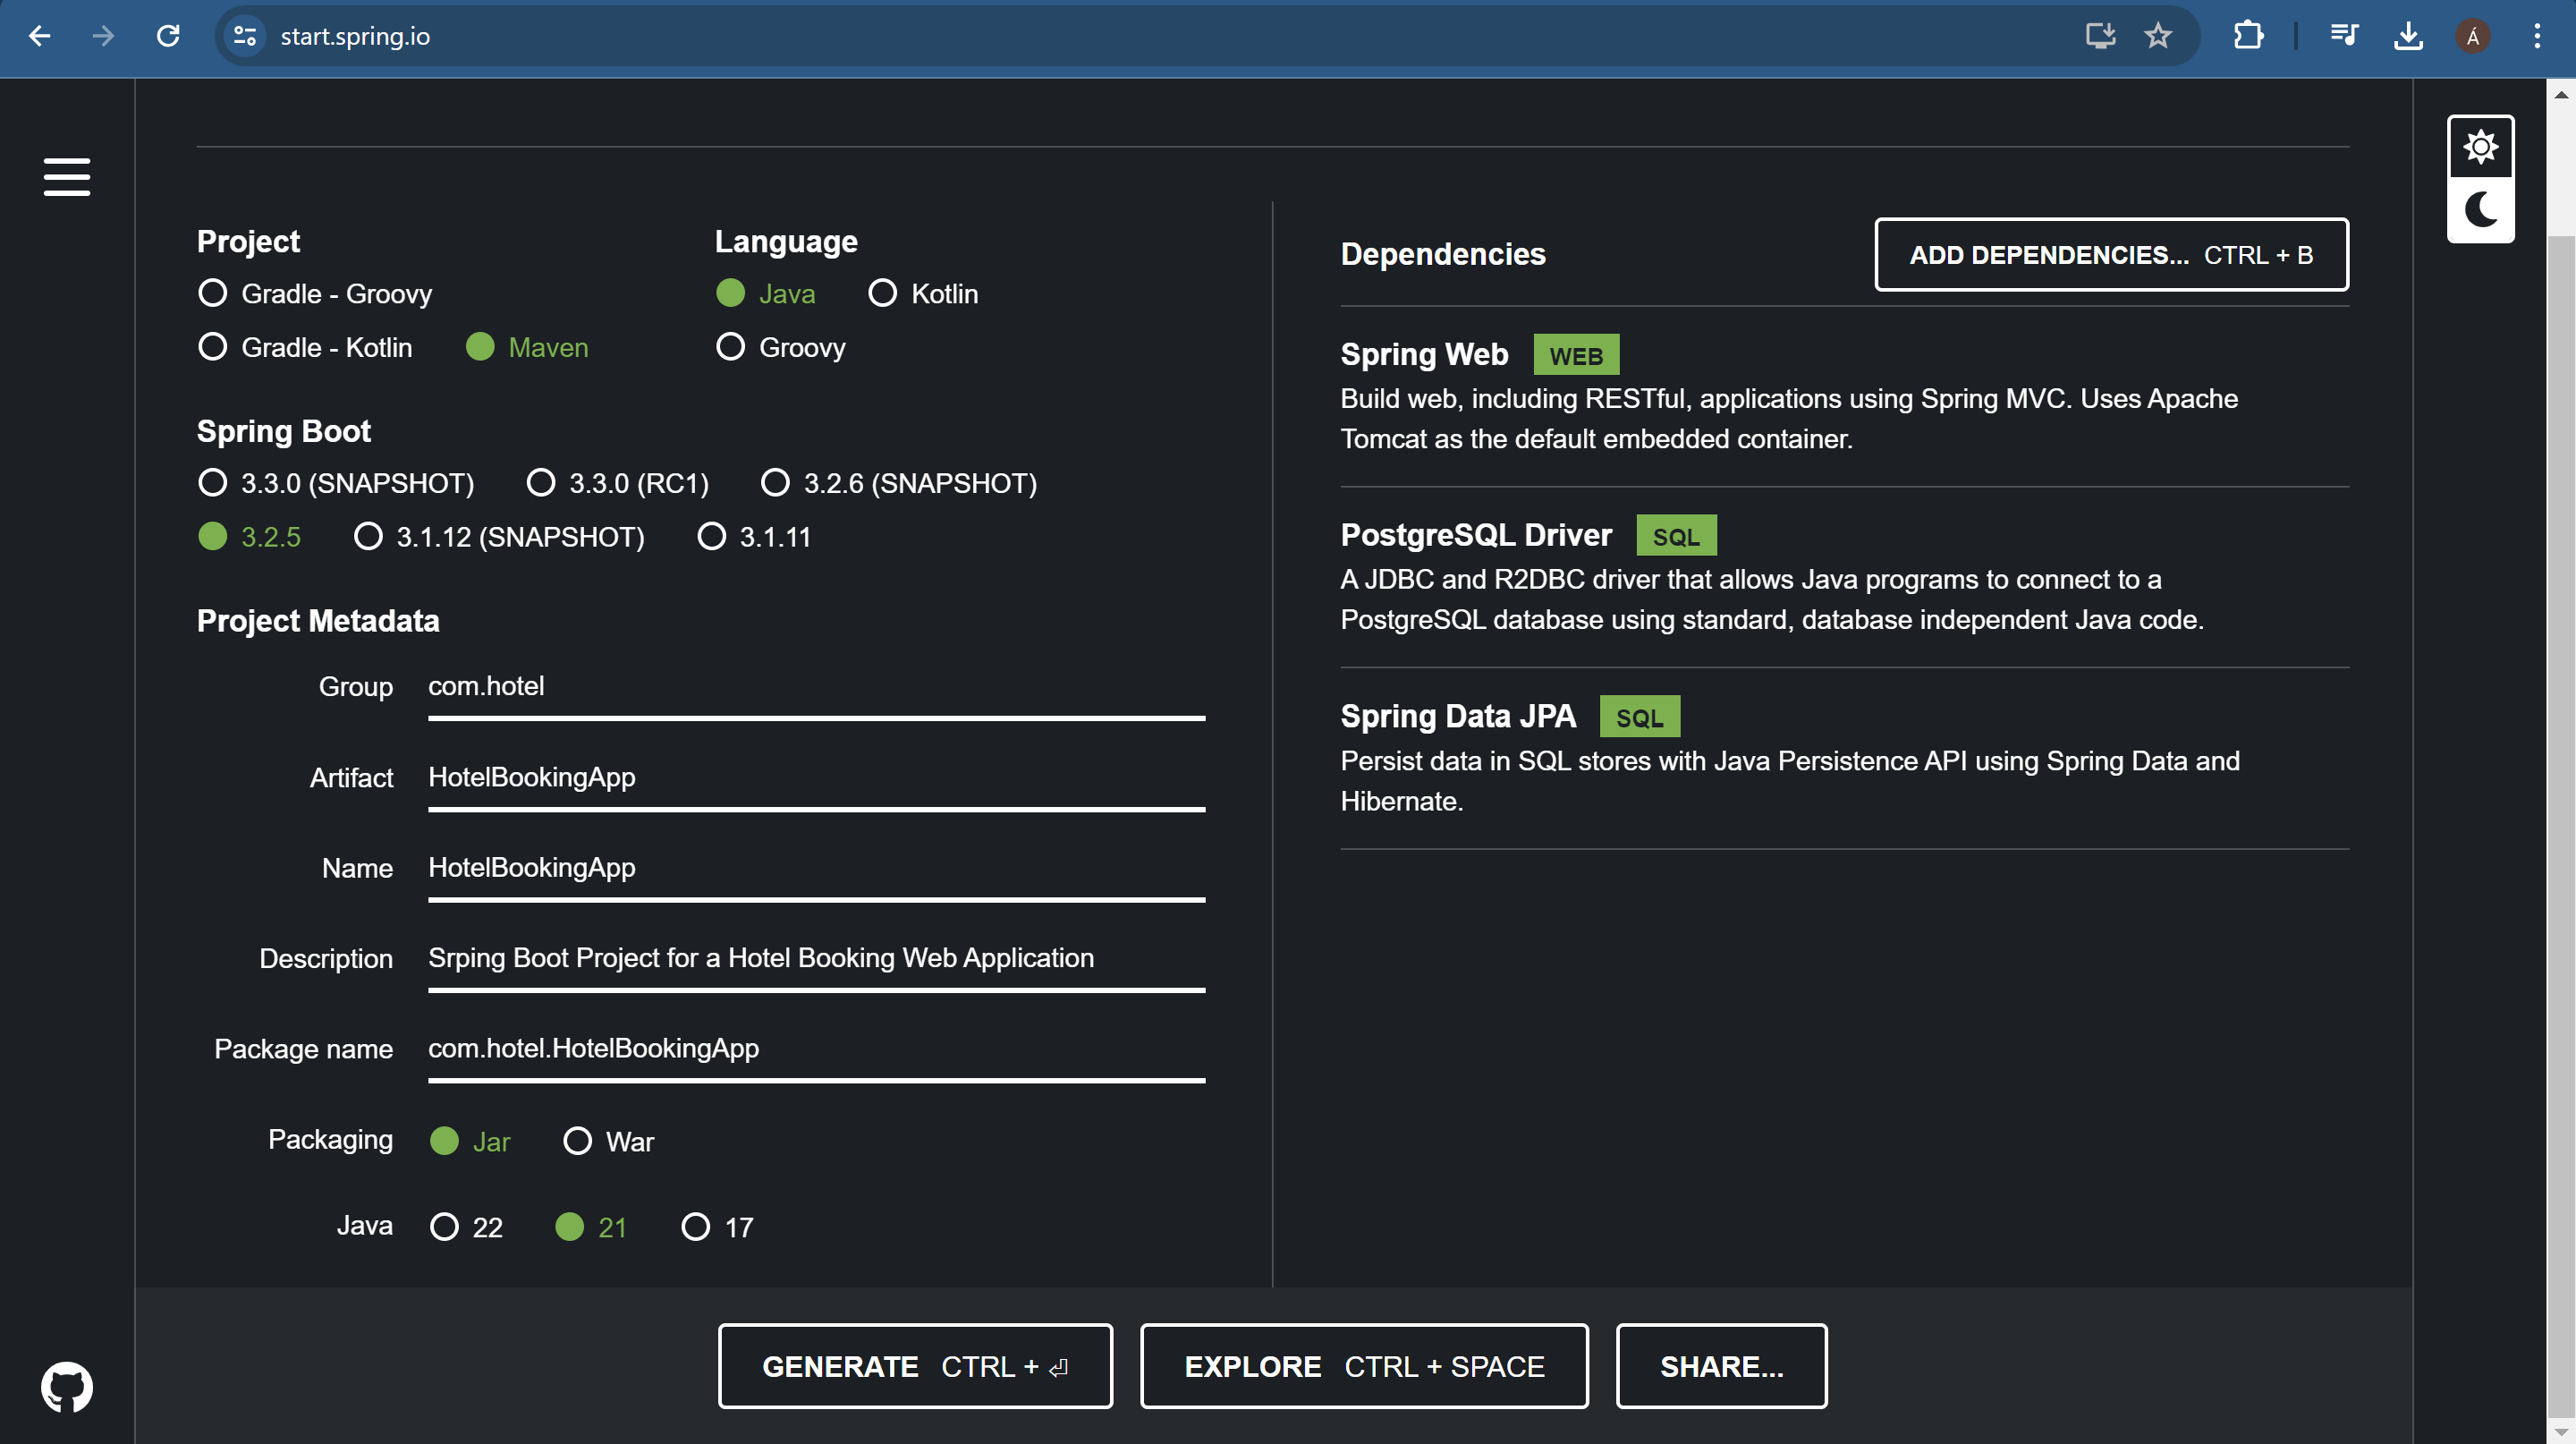 start.spring.io
Á
Project
Gradle - Groovy
Gradle - Kotlin Maven
Language
Java Kotlin
Groovy
Spring Boot
3.3.0 (SNAPSHOT) 3.3.0 (RC1) 3.2.6 (SNAPSHOT)
3.2.5 3.1.12 (SNAPSHOT) 3.1.11
Project Metadata
Group com.hotel
Artifact HotelBookingApp
Name HotelBookingApp
Description Srping Boot Project for a Hotel Booking Web Application
Package name com.hotel.HotelBookingApp
Packaging Jar War
Java 22 21 17
Dependencies ADD DEPENDENCIES... CTRL + B
Spring Web WEB
Build web, including RESTful, applications using Spring MVC. Uses Apache
Tomcat as the default embedded container.
PostgreSQL Driver SQL
A JDBC and R2DBC driver that allows Java programs to connect to a
PostgreSQL database using standard, database independent Java code.
Spring Data JPA SQL
Persist data in SQL stores with Java Persistence API using Spring Data and
Hibernate.
GENERATE CTRL + ⏎ EXPLORE CTRL + SPACE SHARE...